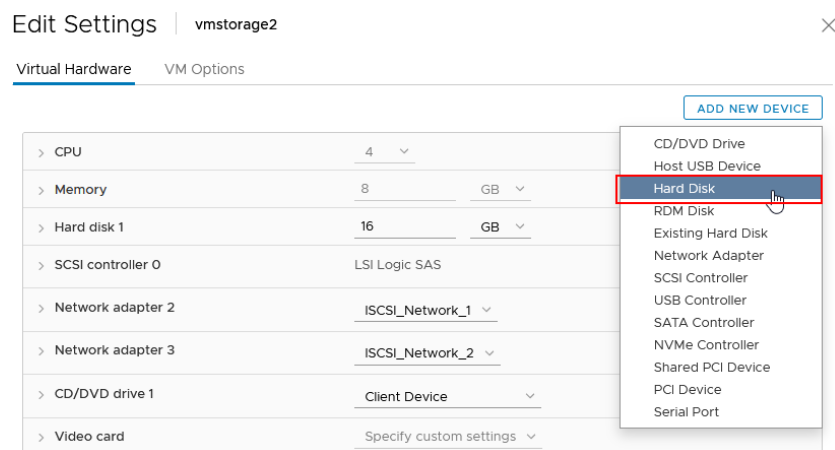 Edit Settings vmstorage2
Virtual Hardware VM Options
ADD NEW DEVICE
CD/DVD Drive
Host USB Device
Hard Disk
RDM Disk
Existing Hard Disk
Network Adapter
SCSI Controller
USB Controller
SATA Controller
NVMe Controller
Shared PCI Device
PCI Device
Serial Port
CPU 4
Memory 8 GB
Hard disk 1 16 GB
SCSI controller 0 LSI Logic SAS
Network adapter 2 ISCSI_Network_1
Network adapter 3 ISCSI_Network_2
CD/DVD drive 1 Client Device
Video card Specify custom settings